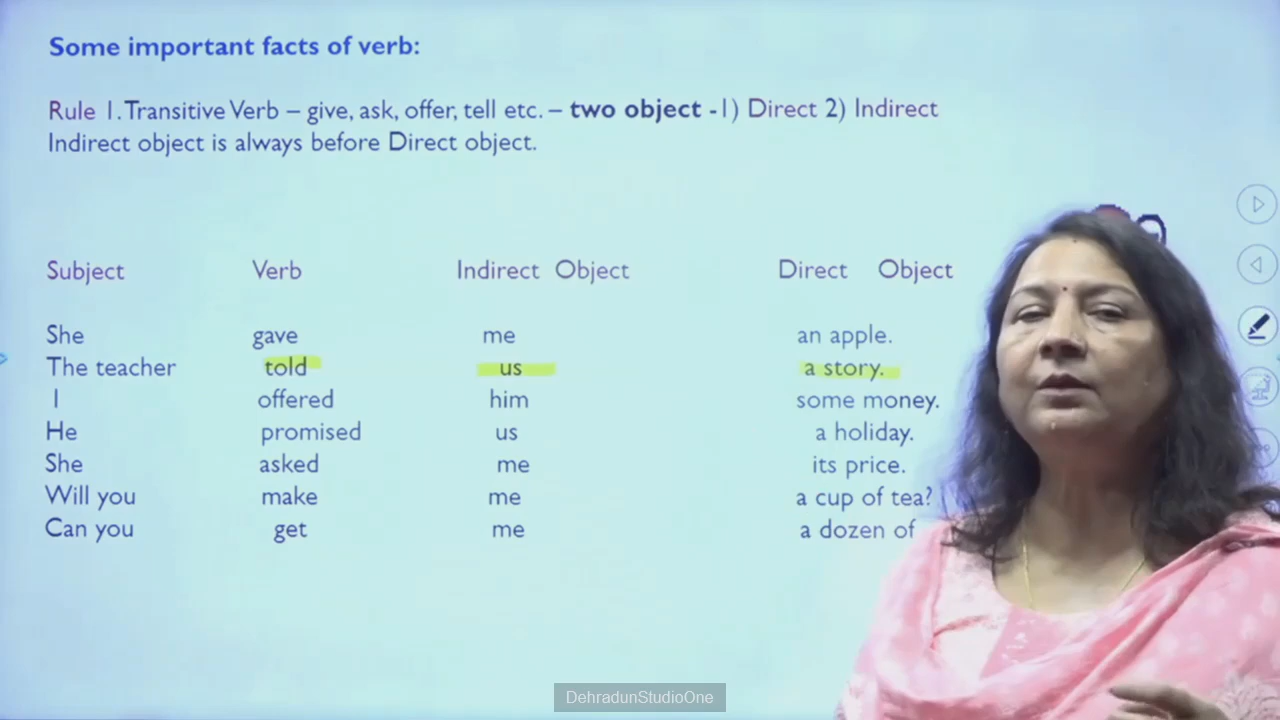 Some important facts of verb:
Rule 1. Transitive Verb – give, ask, offer, tell etc. – two object -1) Direct 2) Indirect
Indirect object is always before Direct object.
Subject Verb Indirect Object Direct Object
She gave me an apple.
The teacher told us a story.
I offered him some money.
He promised us a holiday.
She asked me its price.
Will you make me a cup of tea?
Can you get me a dozen of
DehradunStudioOne